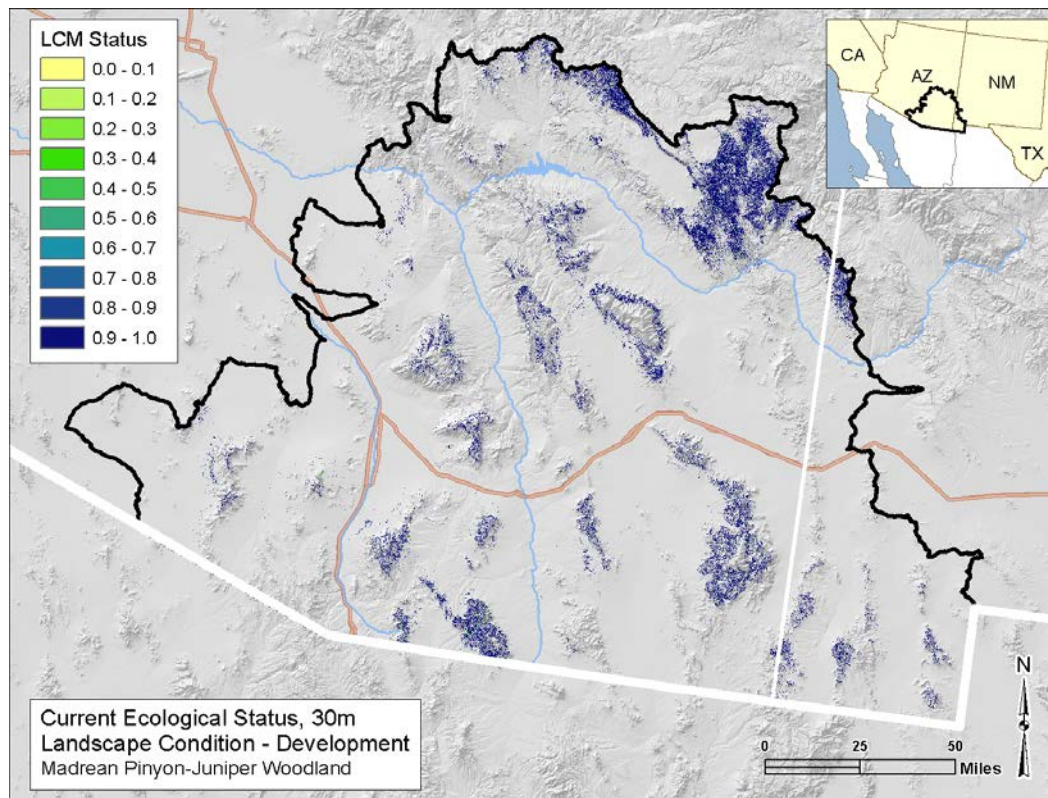 LCM Status
0.0 - 0.1
0.1 - 0.2
0.2 - 0.3
0.3 - 0.4
0.4 - 0.5
0.5 - 0.6
0.6 - 0.7
0.7 - 0.8
0.8 - 0.9
0.9 - 1.0
CA
AZ
NM
TX
Current Ecological Status, 30m
Landscape Condition - Development
Madrean Pinyon-Juniper Woodland
N
0 25 50
Miles